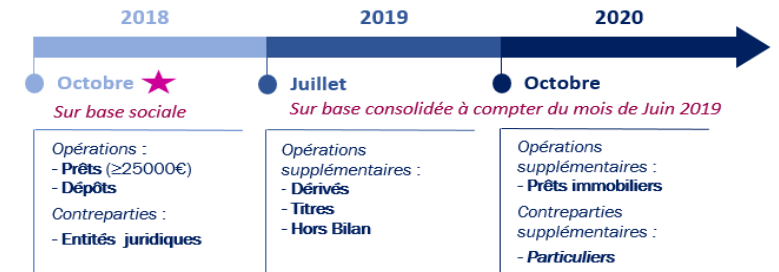 2018
2019
2020
Octobre
Juillet
Octobre
Sur base sociale
Sur base consolidée à compter du mois de Juin 2019
Opérations :
- Prêts (≥25000€)
- Dépôts
Contreparties :
- Entités juridiques
Opérations
supplémentaires :
- Dérivés
- Titres
- Hors Bilan
Opérations
supplémentaires :
- Prêts immobiliers
Contreparties
supplémentaires :
- Particuliers